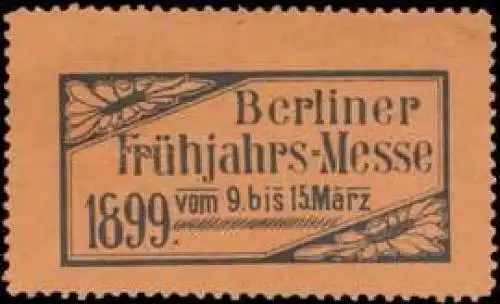 Berliner
Frühjahrs-Messe
1899. vom 9. bis 15. März